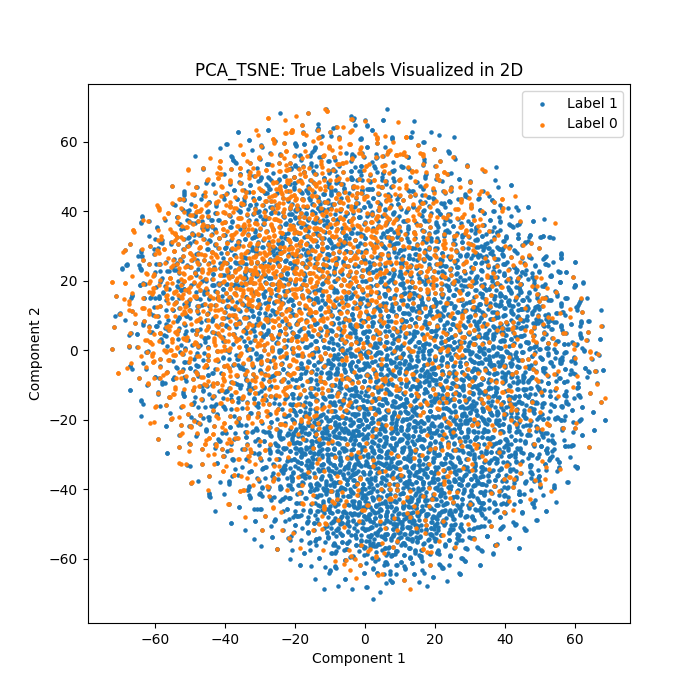 PCA_TSNE: True Labels Visualized in 2D
Label 1
Label 0
60
40
20
0
−20
−40
−60
Component 2
−60
−40
−20
0
20
40
60
Component 1